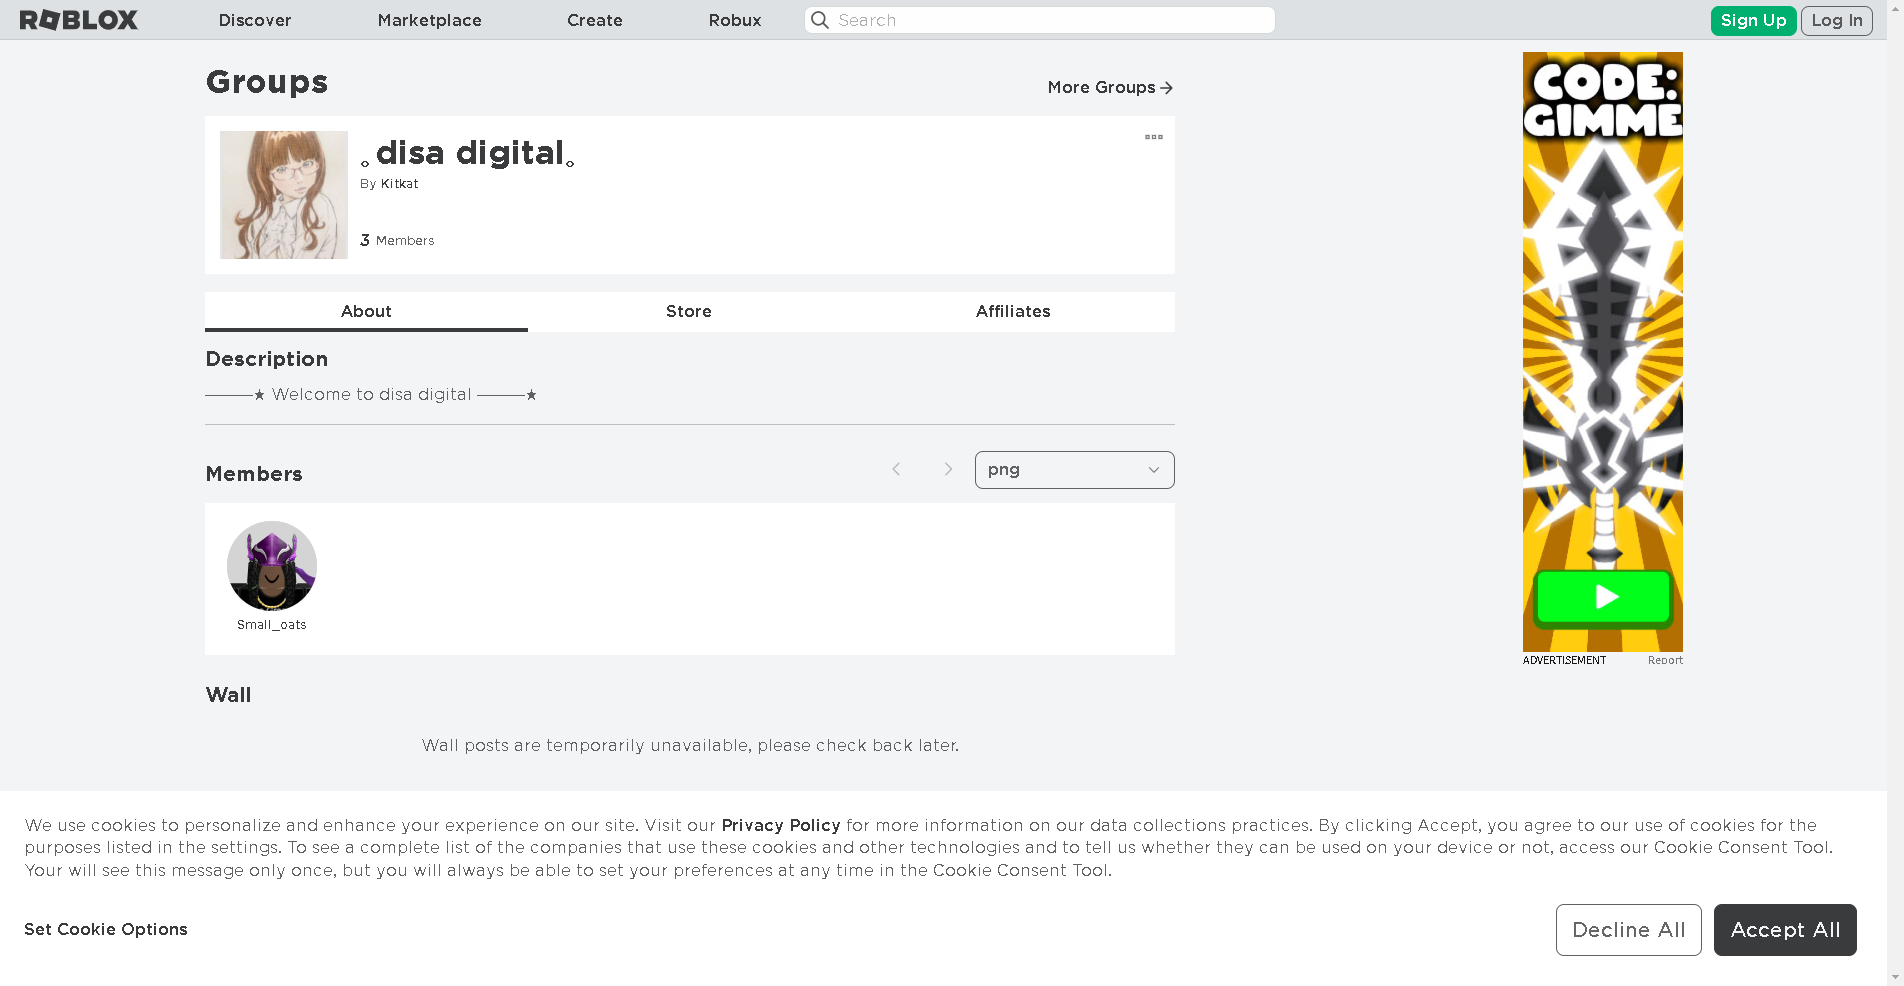 ROBLOX
Discover
Marketplace
Create
Robux
Search
Sign Up
Log In
Groups
More Groups
。disa digital。
By Kitkat
3 Members
About
Store
Affiliates
Description
———★ Welcome to disa digital ———★
Members
png
Small_oats
Wall
Wall posts are temporarily unavailable, please check back later.
CODE:
GIMME
ADVERTISEMENT
Report
We use cookies to personalize and enhance your experience on our site. Visit our Privacy Policy for more information on our data collections practices. By clicking Accept, you agree to our use of cookies for the
purposes listed in the settings. To see a complete list of the companies that use these cookies and other technologies and to tell us whether they can be used on your device or not, access our Cookie Consent Tool.
Your will see this message only once, but you will always be able to set your preferences at any time in the Cookie Consent Tool.
Set Cookie Options
Decline All
Accept All